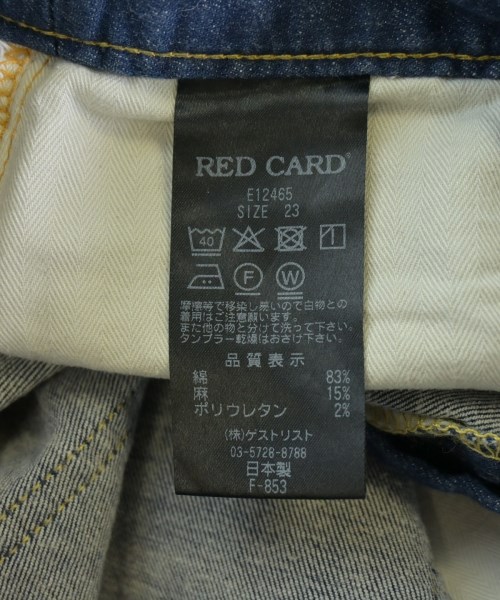 RED CARD®
E12465
SIZE 23
40
F W
摩擦等で移染し易いので白物との
着用はご注意願います。
また他の物と分けて洗って下さい。
タンブラー乾燥はおさけ下さい。
品質表示
綿 83%
麻 15%
ポリウレタン 2%
(株)ゲストリスト
03-5728-8788
日本製
F-853